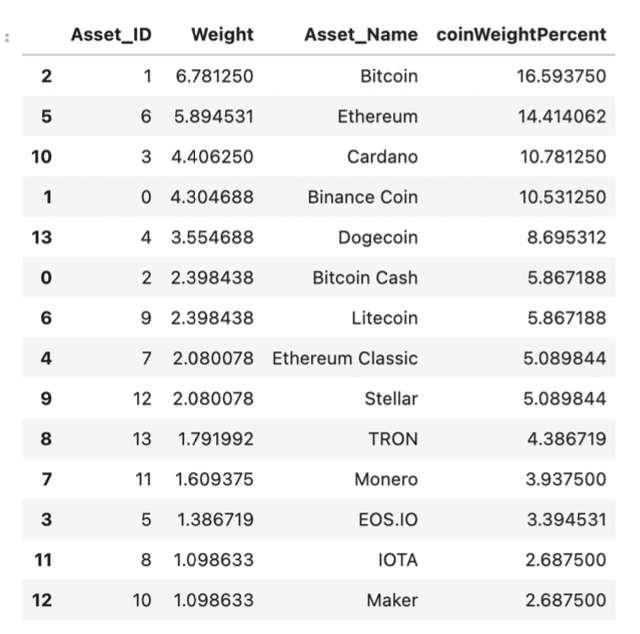 Asset_ID Weight Asset_Name coinWeightPercent
2 1 6.781250 Bitcoin 16.593750
5 6 5.894531 Ethereum 14.414062
10 3 4.406250 Cardano 10.781250
1 0 4.304688 Binance Coin 10.531250
13 4 3.554688 Dogecoin 8.695312
0 2 2.398438 Bitcoin Cash 5.867188
6 9 2.398438 Litecoin 5.867188
4 7 2.080078 Ethereum Classic 5.089844
9 12 2.080078 Stellar 5.089844
8 13 1.791992 TRON 4.386719
7 11 1.609375 Monero 3.937500
3 5 1.386719 EOS.IO 3.394531
11 8 1.098633 IOTA 2.687500
12 10 1.098633 Maker 2.687500